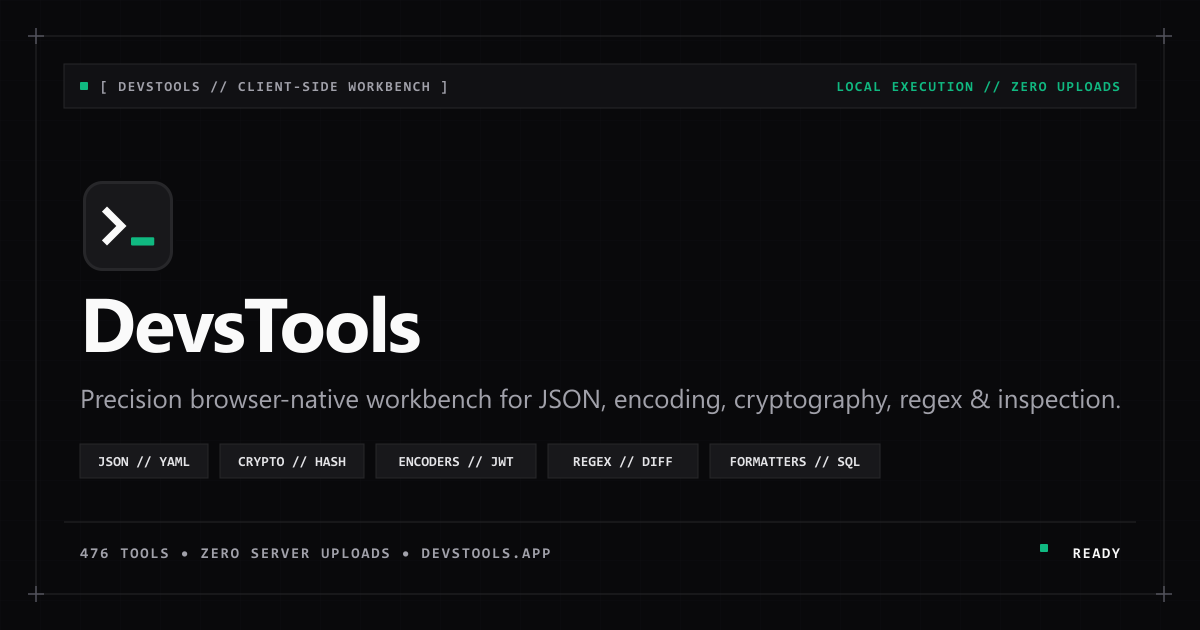 [ DEVSTOOLS // CLIENT-SIDE WORKBENCH ]
LOCAL EXECUTION // ZERO UPLOADS
>_
DevsTools
Precision browser-native workbench for JSON, encoding, cryptography, regex & inspection.
JSON // YAML
CRYPTO // HASH
ENCODERS // JWT
REGEX // DIFF
FORMATTERS // SQL
476 TOOLS • ZERO SERVER UPLOADS • DEVSTOOLS.APP
READY